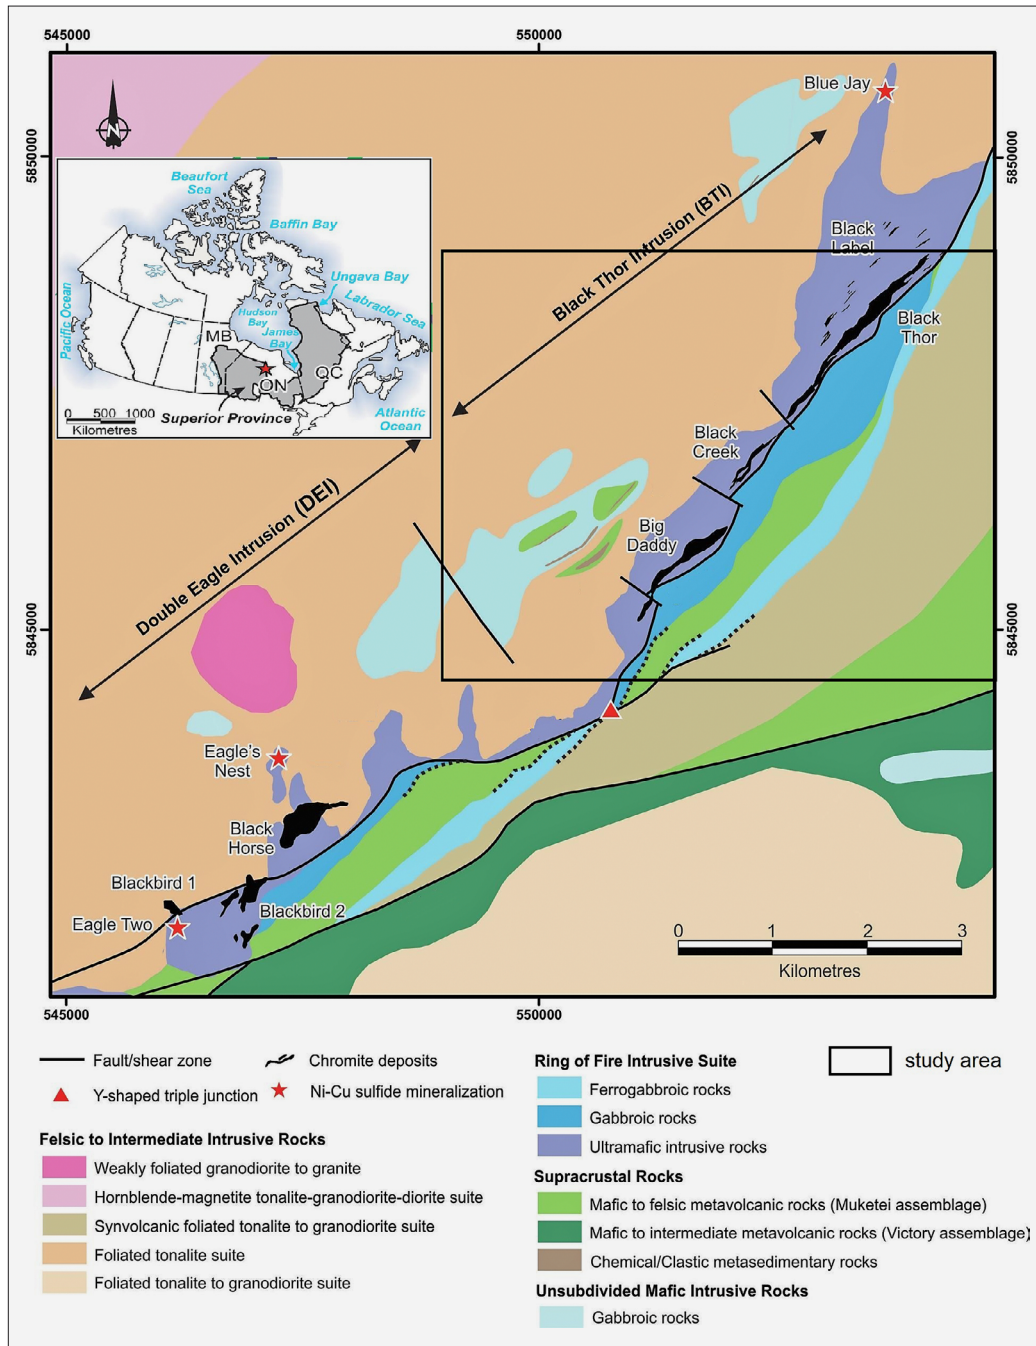 545000
550000
5850000
5850000
5845000
5845000
545000
550000
N
Blue Jay
Black Thor Intrusion (BTI)
Black
Label
Black
Thor
Black
Creek
Big
Daddy
Double Eagle Intrusion (DEI)
Eagle's
Nest
Black
Horse
Blackbird 1
Eagle Two
Blackbird 2
Beaufort
Sea
Baffin Bay
Ungava Bay
Labrador Sea
Hudson
Bay
James
Bay
Pacific Ocean
MB
ON
QC
Superior Province
Atlantic
Ocean
0 500 1000
Kilometres
0 1 2 3
Kilometres
Fault/shear zone
Chromite deposits
Y-shaped triple junction
Ni-Cu sulfide mineralization
Felsic to Intermediate Intrusive Rocks
Weakly foliated granodiorite to granite
Hornblende-magnetite tonalite-granodiorite-diorite suite
Synvolcanic foliated tonalite to granodiorite suite
Foliated tonalite suite
Foliated tonalite to granodiorite suite
Ring of Fire Intrusive Suite
study area
Ferrogabbroic rocks
Gabbroic rocks
Ultramafic intrusive rocks
Supracrustal Rocks
Mafic to felsic metavolcanic rocks (Muketei assemblage)
Mafic to intermediate metavolcanic rocks (Victory assemblage)
Chemical/Clastic metasedimentary rocks
Unsubdivided Mafic Intrusive Rocks
Gabbroic rocks